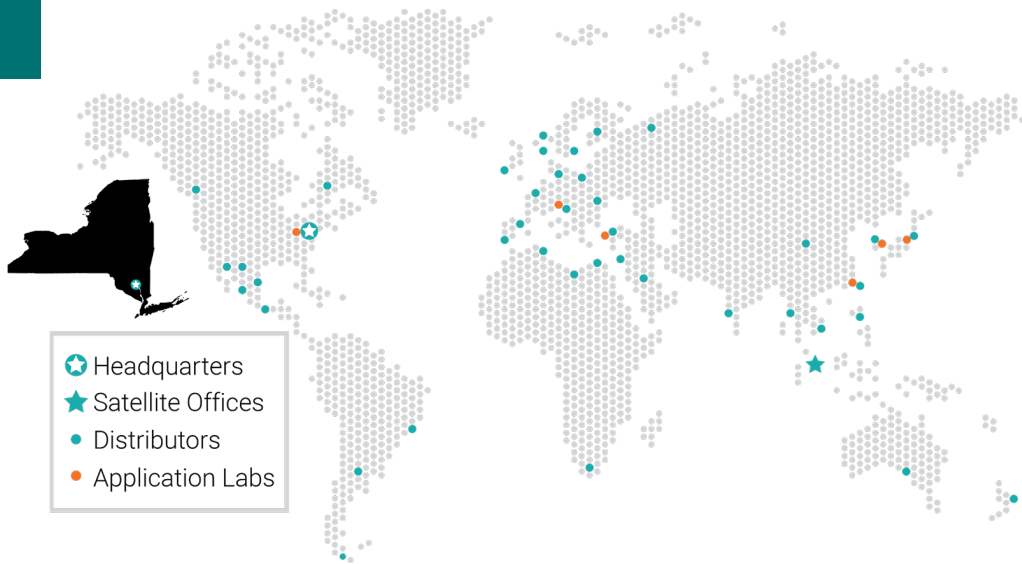 Headquarters
Satellite Offices
Distributors
Application Labs